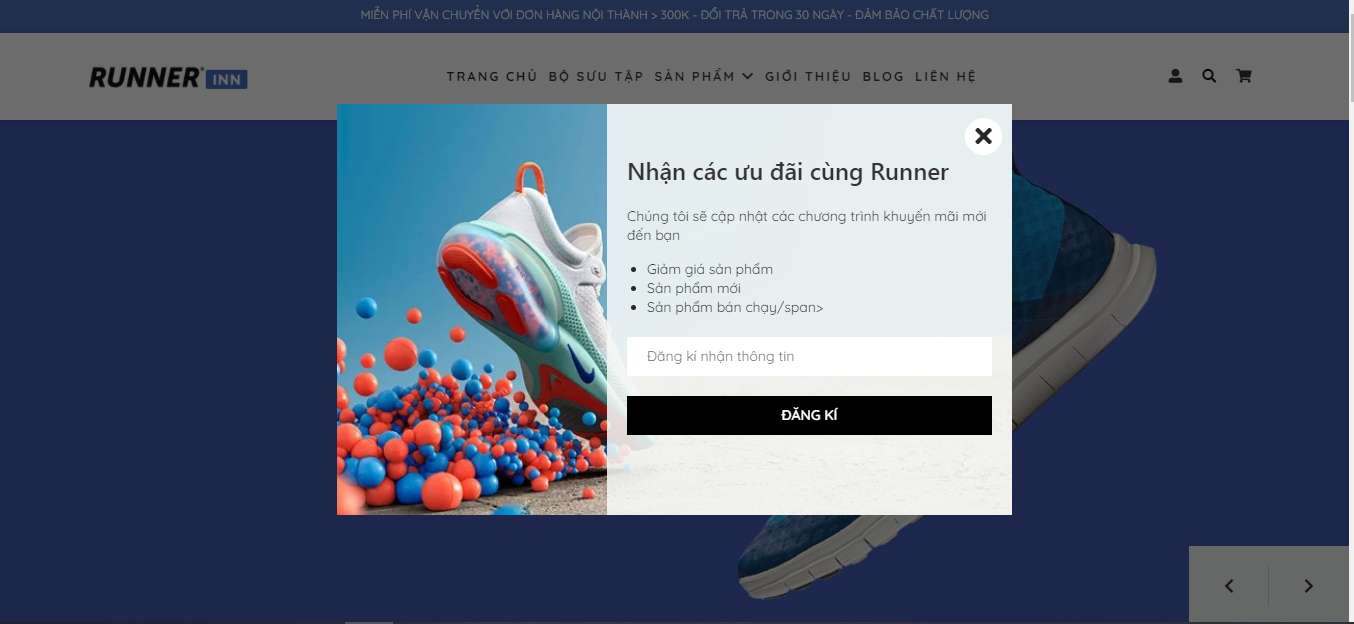 MIỄN PHÍ VẬN CHUYỂN VỚI ĐƠN HÀNG NỘI THÀNH > 300K - ĐỔI TRẢ TRONG 30 NGÀY - ĐẢM BẢO CHẤT LƯỢNG
RUNNER INN
TRANG CHỦ BỘ SƯU TẬP SẢN PHẨM GIỚI THIỆU BLOG LIÊN HỆ
Nhận các ưu đãi cùng Runner
Chúng tôi sẽ cập nhật các chương trình khuyến mãi mới
đến bạn
Giảm giá sản phẩm
Sản phẩm mới
Sản phẩm bán chạy/span>
Đăng kí nhận thông tin
ĐĂNG KÍ